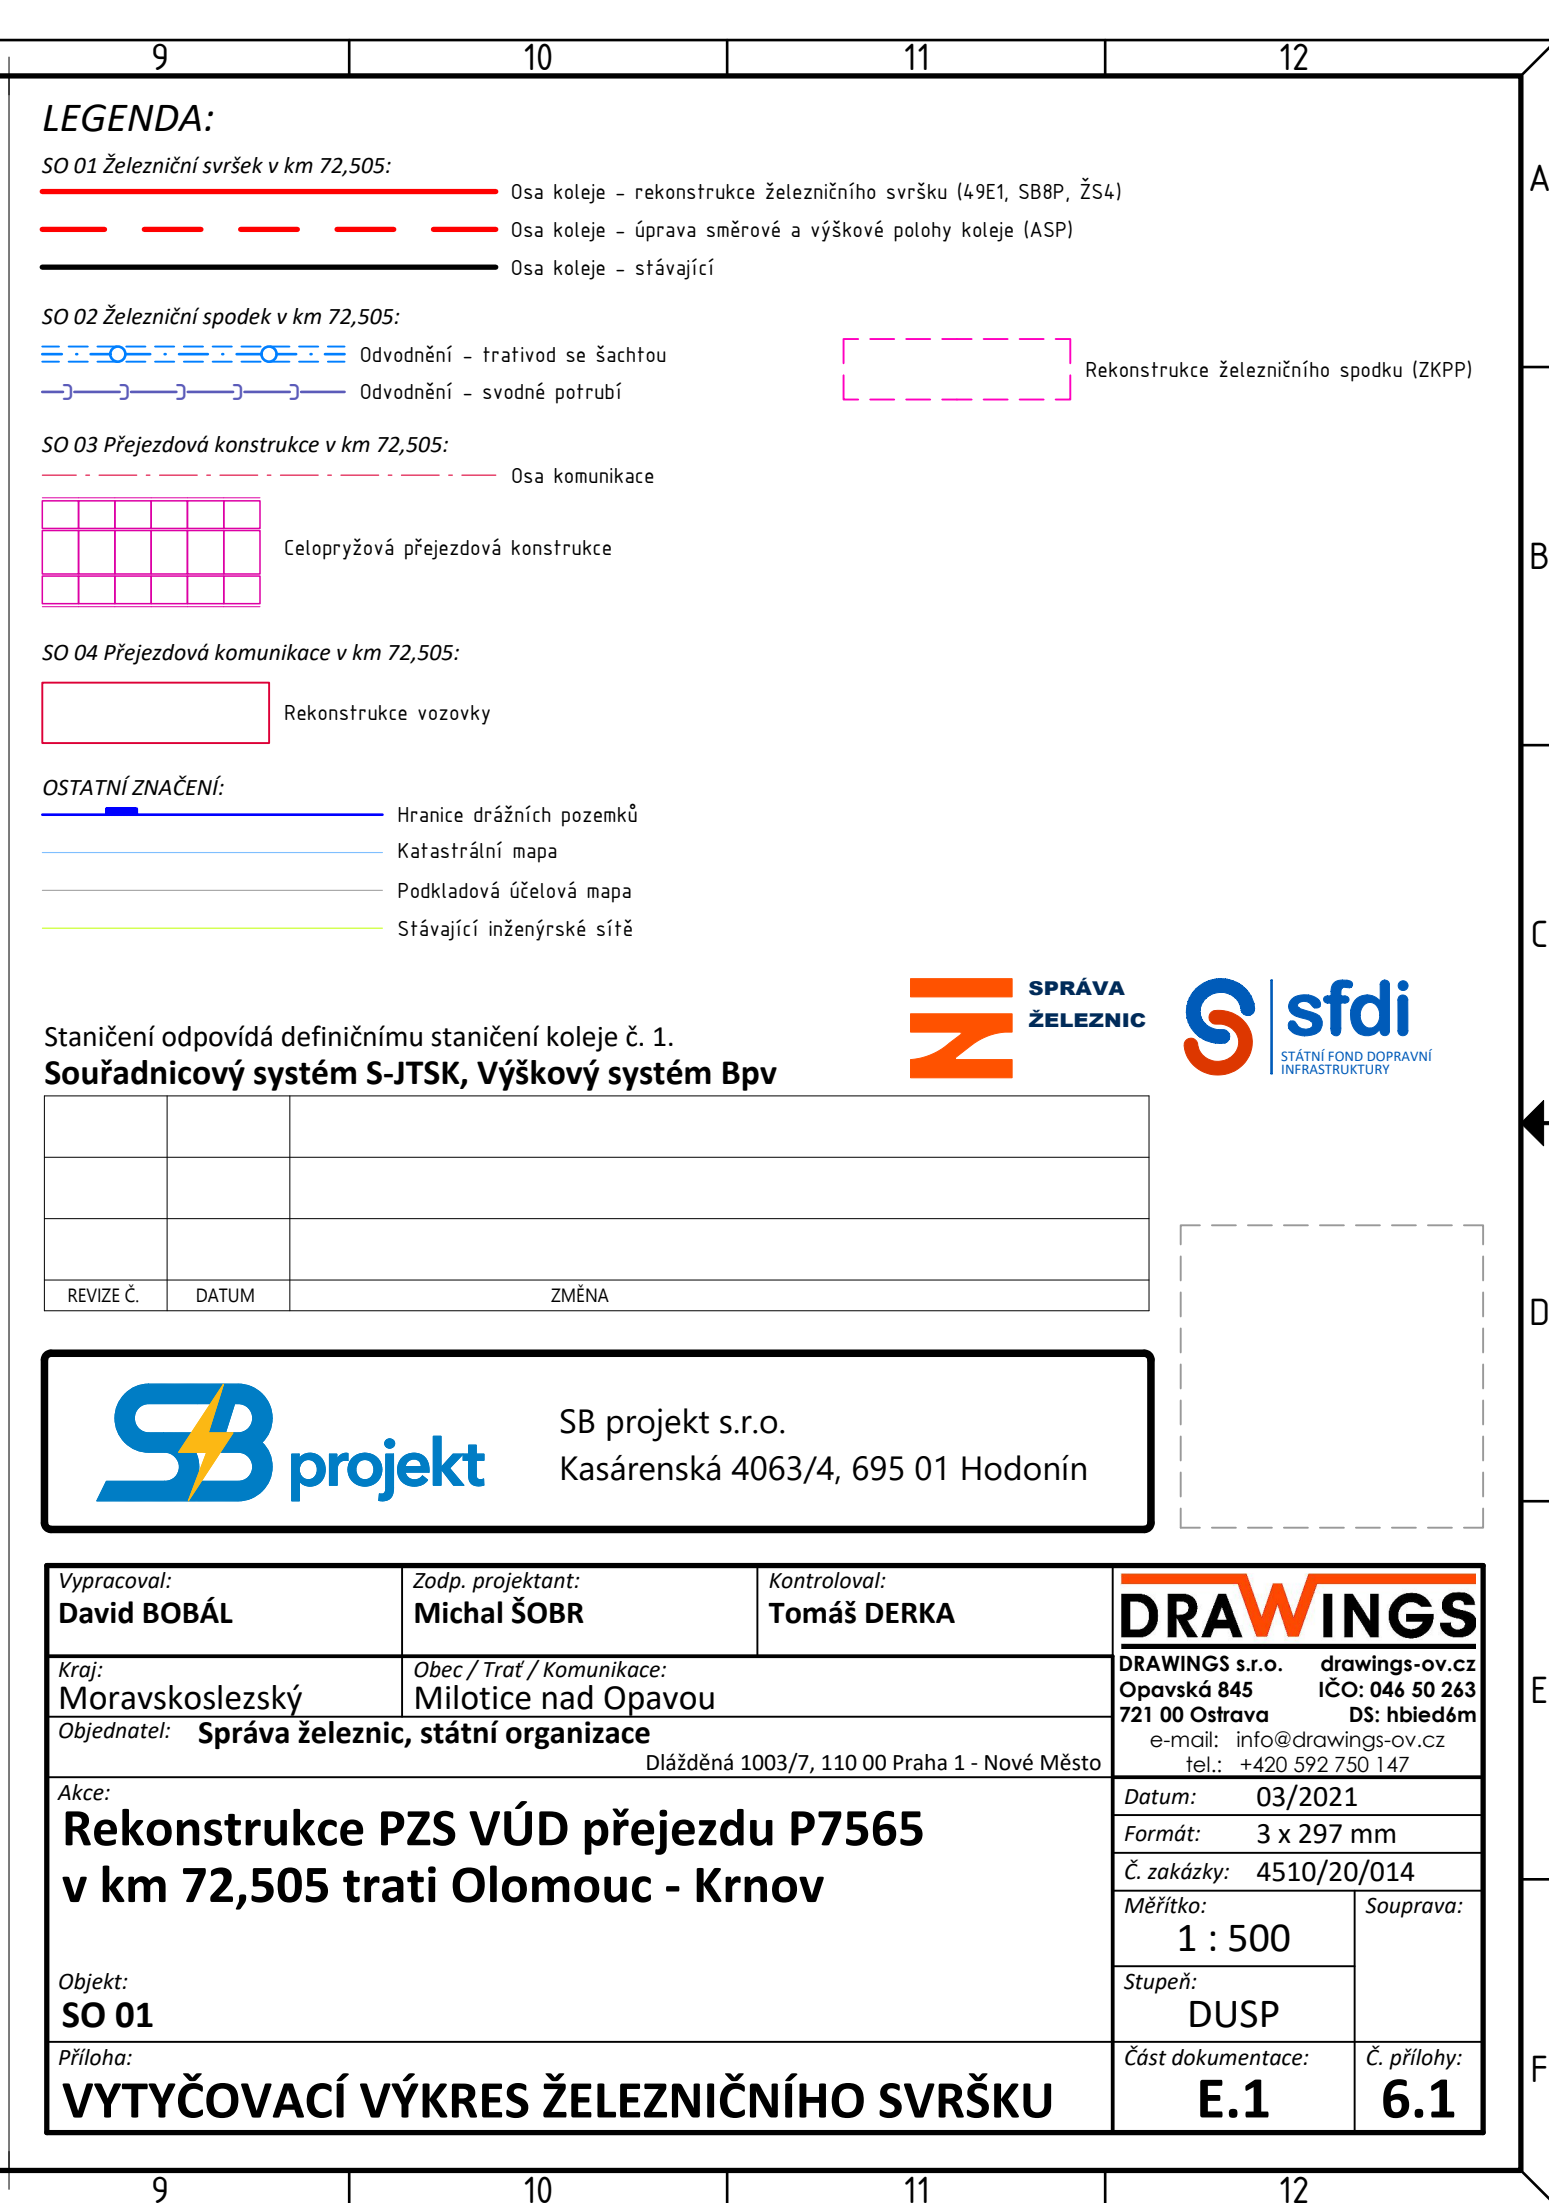 9 10 11 12
LEGENDA:
SO 01 Železniční svršek v km 72,505:
Osa koleje - rekonstrukce železničního svršku (49E1, SB8P, ŽS4)
Osa koleje - úprava směrové a výškové polohy koleje (ASP)
Osa koleje - stávající
A
SO 02 Železniční spodek v km 72,505:
Odvodnění - trativod se šachtou
Odvodnění - svodné potrubí
Rekonstrukce železničního spodku (ZKPP)
SO 03 Přejezdová konstrukce v km 72,505:
Osa komunikace
Celopryžová přejezdová konstrukce
B
SO 04 Přejezdová komunikace v km 72,505:
Rekonstrukce vozovky
OSTATNÍ ZNAČENÍ:
Hranice drážních pozemků
Katastrální mapa
Podkladová účelová mapa
Stávající inženýrské sítě
C
SPRÁVA
ŽELEZNIC
sfdi
STÁTNÍ FOND DOPRAVNÍ
INFRASTRUKTURY
Staničení odpovídá definičnímu staničení koleje č. 1.
Souřadnicový systém S-JTSK, Výškový systém Bpv
REVIZE Č. DATUM ZMĚNA
D
SB projekt
SB projekt s.r.o.
Kasárenská 4063/4, 695 01 Hodonín
Vypracoval:
David BOBÁL
Zodp. projektant:
Michal ŠOBR
Kontroloval:
Tomáš DERKA
DRAWINGS
DRAWINGS s.r.o. drawings-ov.cz
Opavská 845 IČO: 046 50 263
721 00 Ostrava DS: hbied6m
e-mail: info@drawings-ov.cz
tel.: +420 592 750 147
E
Kraj:
Moravskoslezský
Obec / Trať / Komunikace:
Milotice nad Opavou
Objednatel: Správa železnic, státní organizace
Dlážděná 1003/7, 110 00 Praha 1 - Nové Město
Akce:
Rekonstrukce PZS VÚD přejezdu P7565
v km 72,505 trati Olomouc - Krnov
Datum: 03/2021
Formát: 3 x 297 mm
Č. zakázky: 4510/20/014
Měřítko:
1 : 500
Souprava:
Stupeň:
DUSP
Objekt:
SO 01
Příloha:
VYTYČOVACÍ VÝKRES ŽELEZNIČNÍHO SVRŠKU
Část dokumentace:
E.1
Č. přílohy:
6.1
F
9 10 11 12